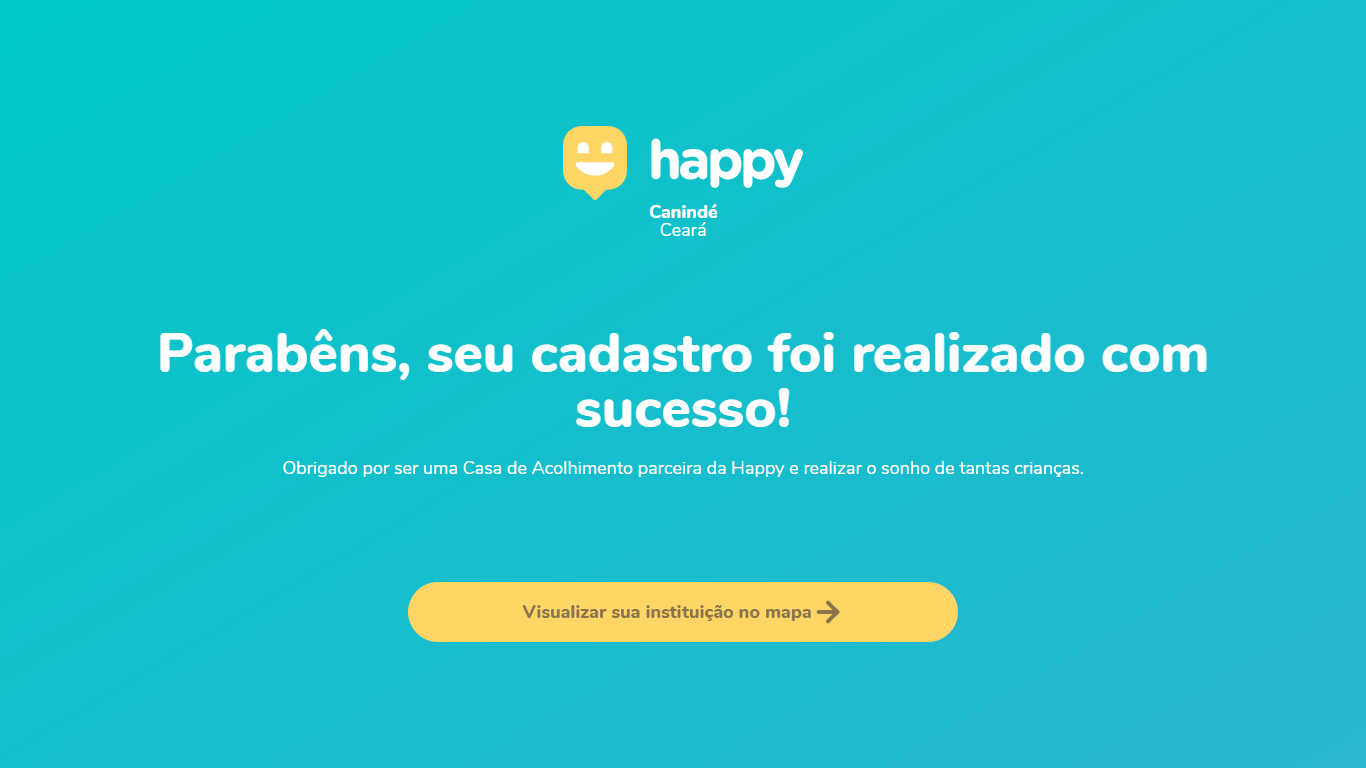 happy
Canindé
Ceará
Parabêns, seu cadastro foi realizado com
sucesso!
Obrigado por ser uma Casa de Acolhimento parceira da Happy e realizar o sonho de tantas crianças.
Visualizar sua instituição no mapa